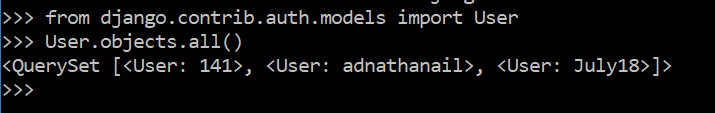 >>> from django.contrib.auth.models import User
>>> User.objects.all()
<QuerySet [<User: 141>, <User: adnathanail>, <User: July18>]>
>>>